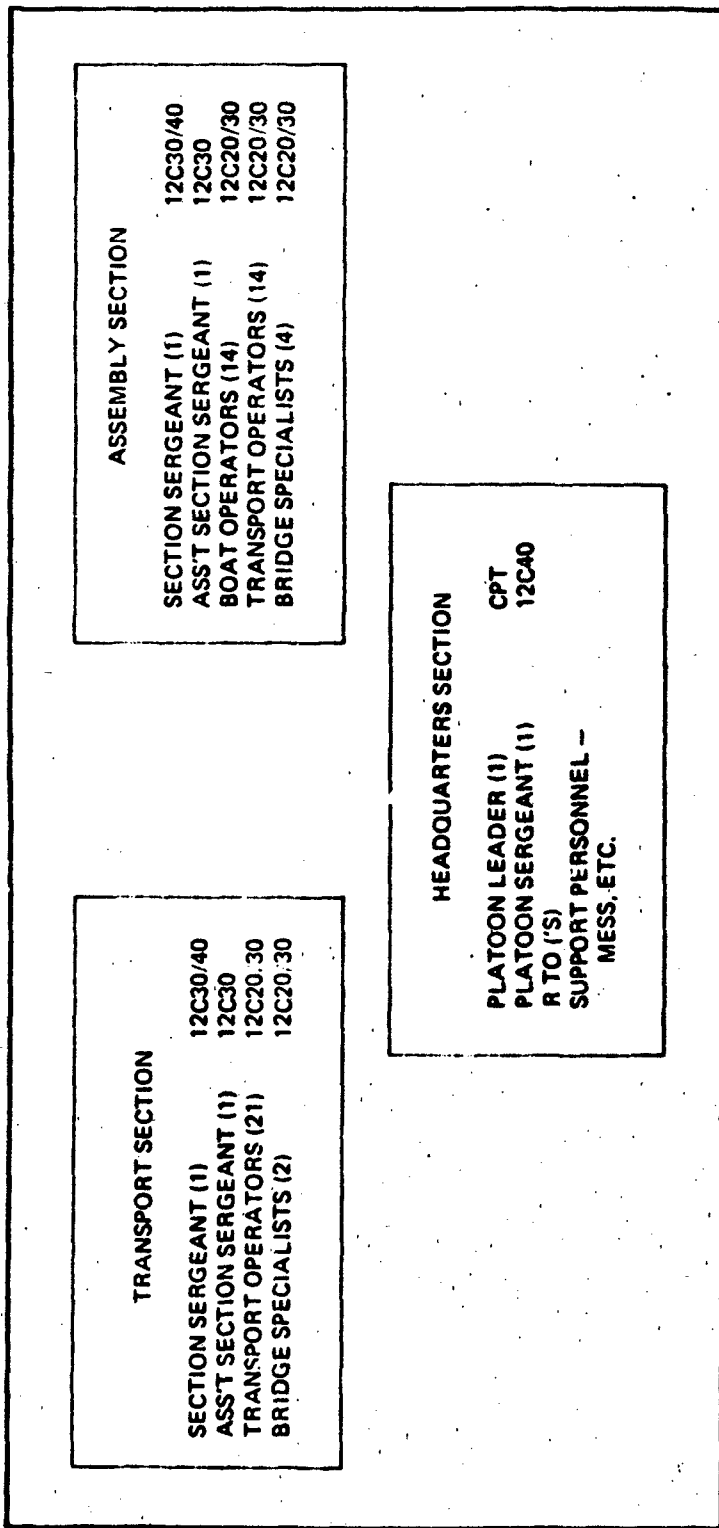 TRANSPORT SECTION
SECTION SERGEANT (1) 12C30/40
ASS'T SECTION SERGEANT (1) 12C30
TRANSPORT OPERATORS (21) 12C20/30
BRIDGE SPECIALISTS (2) 12C20/30
ASSEMBLY SECTION
SECTION SERGEANT (1) 12C30/40
ASS'T SECTION SERGEANT (1) 12C30
BOAT OPERATORS (14) 12C20/30
TRANSPORT OPERATORS (14) 12C20/30
BRIDGE SPECIALISTS (4) 12C20/30
HEADQUARTERS SECTION
PLATOON LEADER (1) CPT
PLATOON SERGEANT (1) 12C40
R TO ('S)
SUPPORT PERSONNEL —
MESS, ETC.